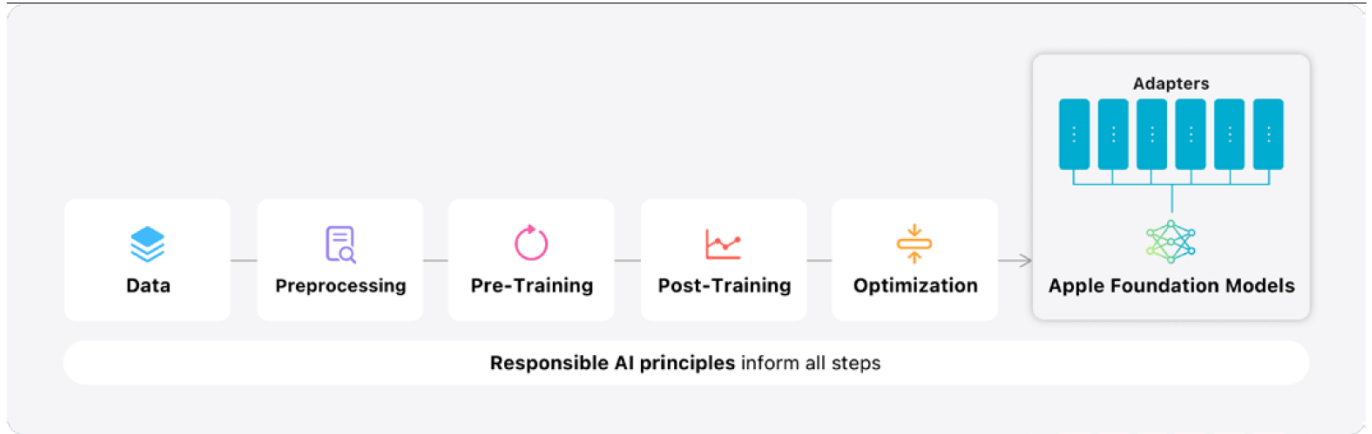 Adapters
Data
Preprocessing
Pre-Training
Post-Training
Optimization
Apple Foundation Models
Responsible AI principles inform all steps